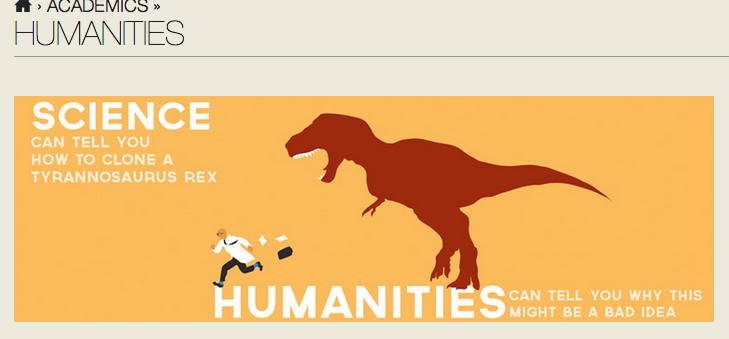 › ACADEMICS »
HUMANITIES
SCIENCE
CAN TELL YOU
HOW TO CLONE A
TYRANNOSAURUS REX
HUMANITIES
CAN TELL YOU WHY THIS
MIGHT BE A BAD IDEA